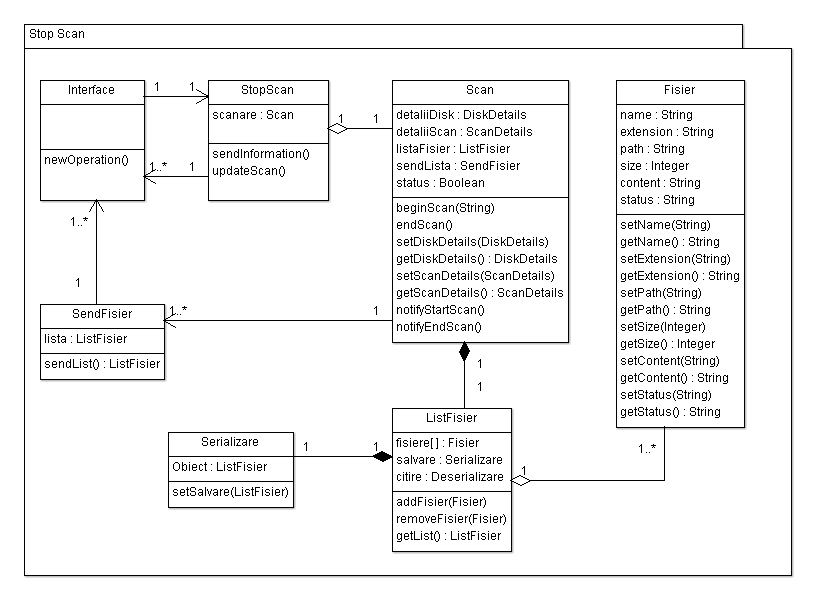 Stop Scan
Interface
newOperation()
1
1
1..*
1
StopScan
scanare : Scan
sendInformation()
updateScan()
1
1
Scan
detaliiDisk : DiskDetails
detaliiScan : ScanDetails
listaFisier : ListFisier
sendLista : SendFisier
status : Boolean
beginScan(String)
endScan()
setDiskDetails(DiskDetails)
getDiskDetails() : DiskDetails
setScanDetails(ScanDetails)
getScanDetails() : ScanDetails
notifyStartScan()
notifyEndScan()
Fisier
name : String
extension : String
path : String
size : Integer
content : String
status : String
setName(String)
getName() : String
setExtension(String)
getExtension() : String
setPath(String)
getPath() : String
setSize(Integer)
getSize() : Integer
setContent(String)
getContent() : String
setStatus(String)
getStatus() : String
1..*
1
SendFisier
lista : ListFisier
sendList() : ListFisier
1..*
1
1
1
ListFisier
fisiere[] : Fisier
salvare : Serializare
citire : Deserializare
addFisier(Fisier)
removeFisier(Fisier)
getList() : ListFisier
Serializare
Obiect : ListFisier
setSalvare(ListFisier)
1
1
1
1..*